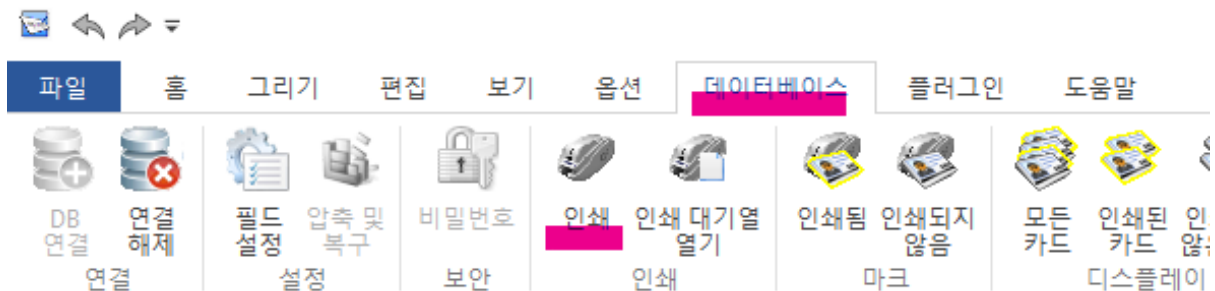 파일 홈 그리기 편집 보기 옵션 데이터베이스 플러그인 도움말
DB 연결
연결 해제
필드 설정
압축 및 복구
비밀번호
인쇄
인쇄 대기열 열기
인쇄됨
인쇄되지 않음
모든 카드
인쇄된 카드
연결 설정 보안 인쇄 마크 디스플레이